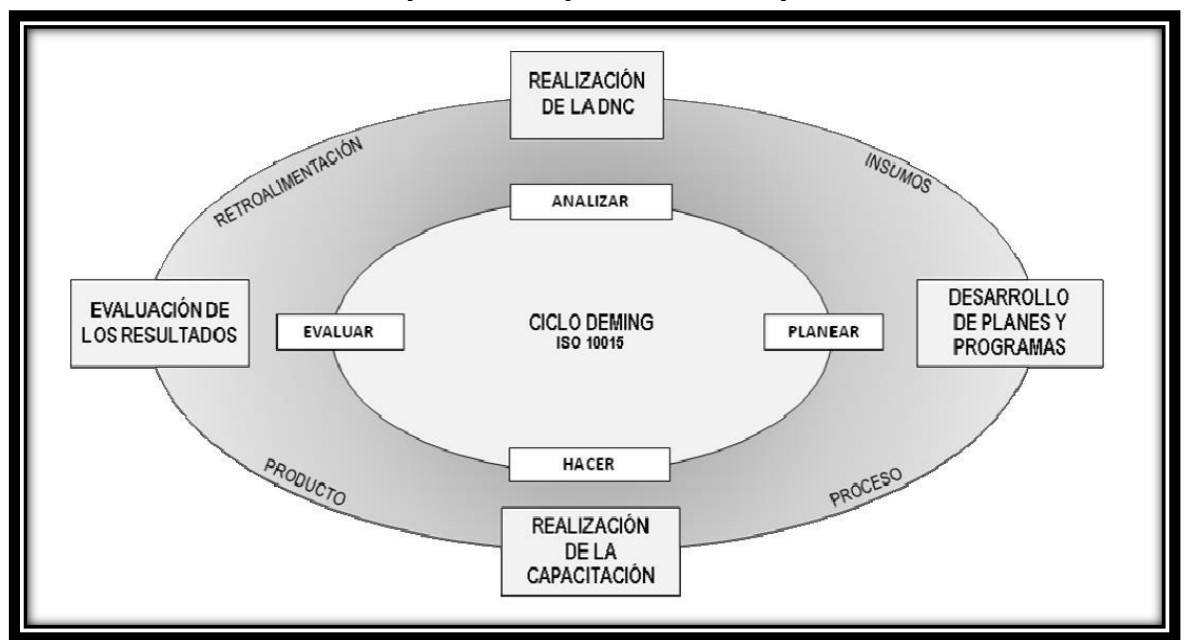 REALIZACIÓN
DE LA DNC
RETROALIMENTACIÓN
INSUMOS
ANALIZAR
EVALUACIÓN DE
LOS RESULTADOS
EVALUAR
CICLO DEMING
ISO 10015
PLANEAR
DESARROLLO
DE PLANES Y
PROGRAMAS
HACER
PRODUCTO
PROCESO
REALIZACIÓN
DE LA
CAPACITACIÓN